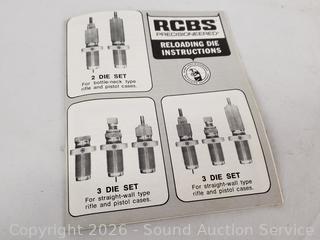 RCBS
PRECISIONEERED®
RELOADING DIE
INSTRUCTIONS
2 DIE SET
For bottle-neck type
rifle and pistol cases.
3 DIE SET
For straight-wall type
rifle and pistol cases.
3 DIE SET
For straight-wall type
rifle and pistol cases.
Copyright 2026 - Sound Auction Service